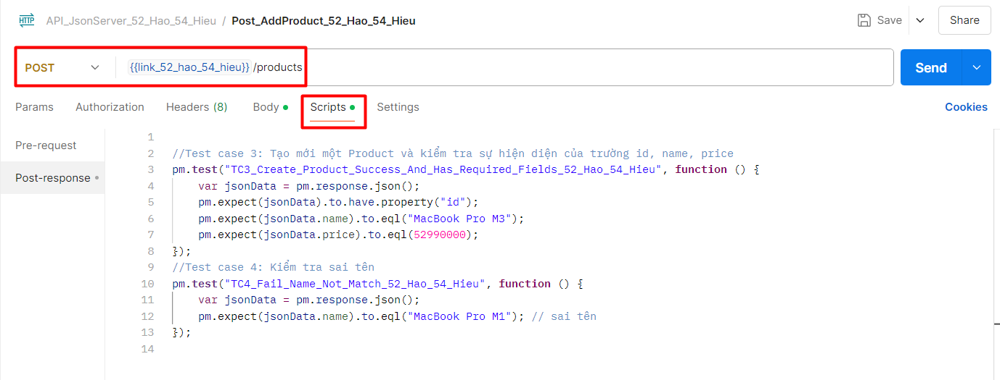 HTTP API_JsonServer_52_Hao_54_Hieu / Post_AddProduct_52_Hao_54_Hieu Save Share
POST {{link_52_hao_54_hieu}} /products Send
Params Authorization Headers (8) Body Scripts Settings Cookies
Pre-request
Post-response
1
2 //Test case 3: Tạo mới một Product và kiểm tra sự hiện diện của trường id, name, price
3 pm.test("TC3_Create_Product_Success_And_Has_Required_Fields_52_Hao_54_Hieu", function () {
4 var jsonData = pm.response.json();
5 pm.expect(jsonData).to.have.property("id");
6 pm.expect(jsonData.name).to.eql("MacBook Pro M3");
7 pm.expect(jsonData.price).to.eql(52990000);
8 });
9 //Test case 4: Kiểm tra sai tên
10 pm.test("TC4_Fail_Name_Not_Match_52_Hao_54_Hieu", function () {
11 var jsonData = pm.response.json();
12 pm.expect(jsonData.name).to.eql("MacBook Pro M1"); // sai tên
13 });
14